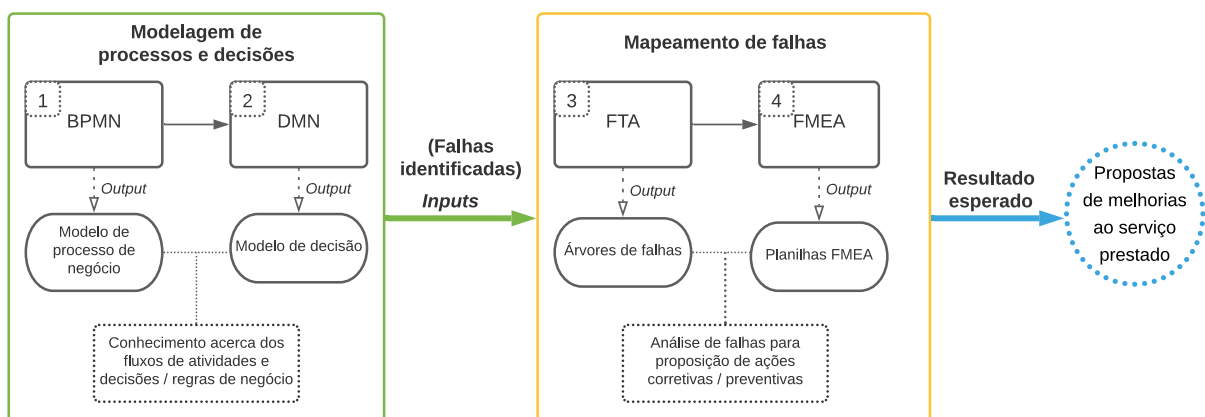 Modelagem de
processos e decisões
1
BPMN
2
DMN
Output
Output
Modelo de
processo de
negócio
Modelo de decisão
Conhecimento acerca dos
fluxos de atividades e
decisões / regras de negócio
(Falhas
identificadas)
Inputs
Mapeamento de falhas
3
FTA
4
FMEA
Output
Output
Árvores de falhas
Planilhas FMEA
Análise de falhas para
proposição de ações
corretivas / preventivas
Resultado
esperado
Propostas
de melhorias
ao serviço
prestado